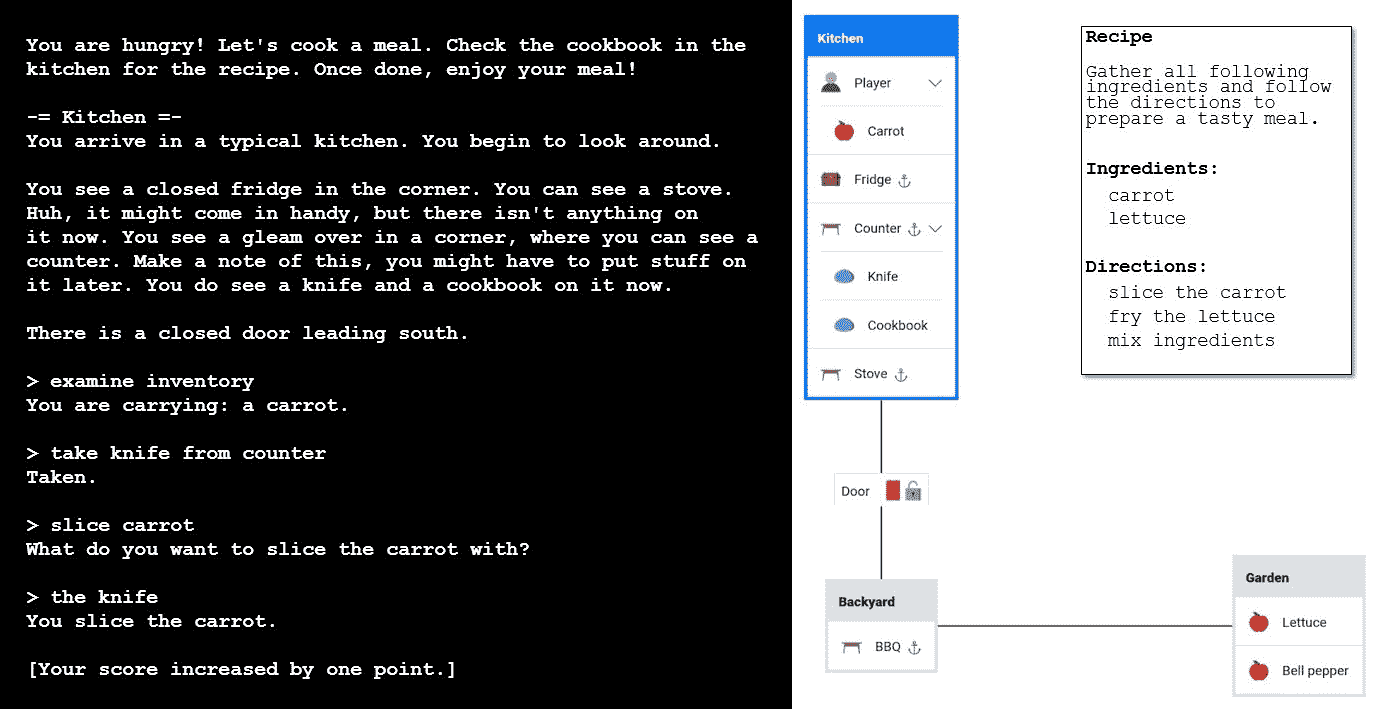 You are hungry! Let's cook a meal. Check the cookbook in the
kitchen for the recipe. Once done, enjoy your meal!
-= Kitchen =-
You arrive in a typical kitchen. You begin to look around.
You see a closed fridge in the corner. You can see a stove.
Huh, it might come in handy, but there isn't anything on
it now. You see a gleam over in a corner, where you can see a
counter. Make a note of this, you might have to put stuff on
it later. You do see a knife and a cookbook on it now.
There is a closed door leading south.
> examine inventory
You are carrying: a carrot.
> take knife from counter
Taken.
> slice carrot
What do you want to slice the carrot with?
> the knife
You slice the carrot.
[Your score increased by one point.]
Kitchen
Player
Carrot
Fridge
Counter
Knife
Cookbook
Stove
Door
Backyard
BBQ
Garden
Lettuce
Bell pepper
Recipe
Gather all following
ingredients and follow
the directions to
prepare a tasty meal.
Ingredients:
carrot
lettuce
Directions:
slice the carrot
fry the lettuce
mix ingredients